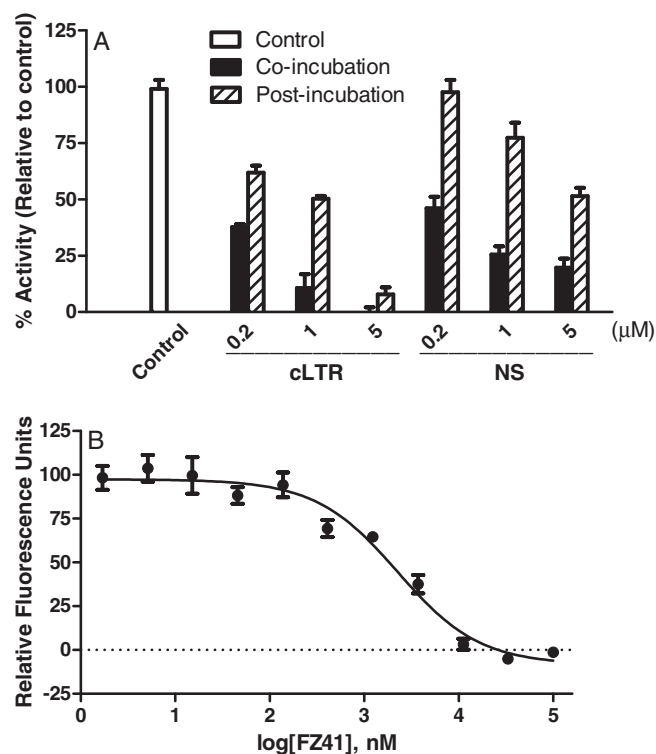 A
% Activity (Relative to control)
125
100
75
50
25
0
Control
Co-incubation
Post-incubation
Control
0.2
1
5
0.2
1
5
(μM)
cLTR
NS
B
Relative Fluorescence Units
125
100
75
50
25
0
-25
0
1
2
3
4
5
log[FZ41], nM